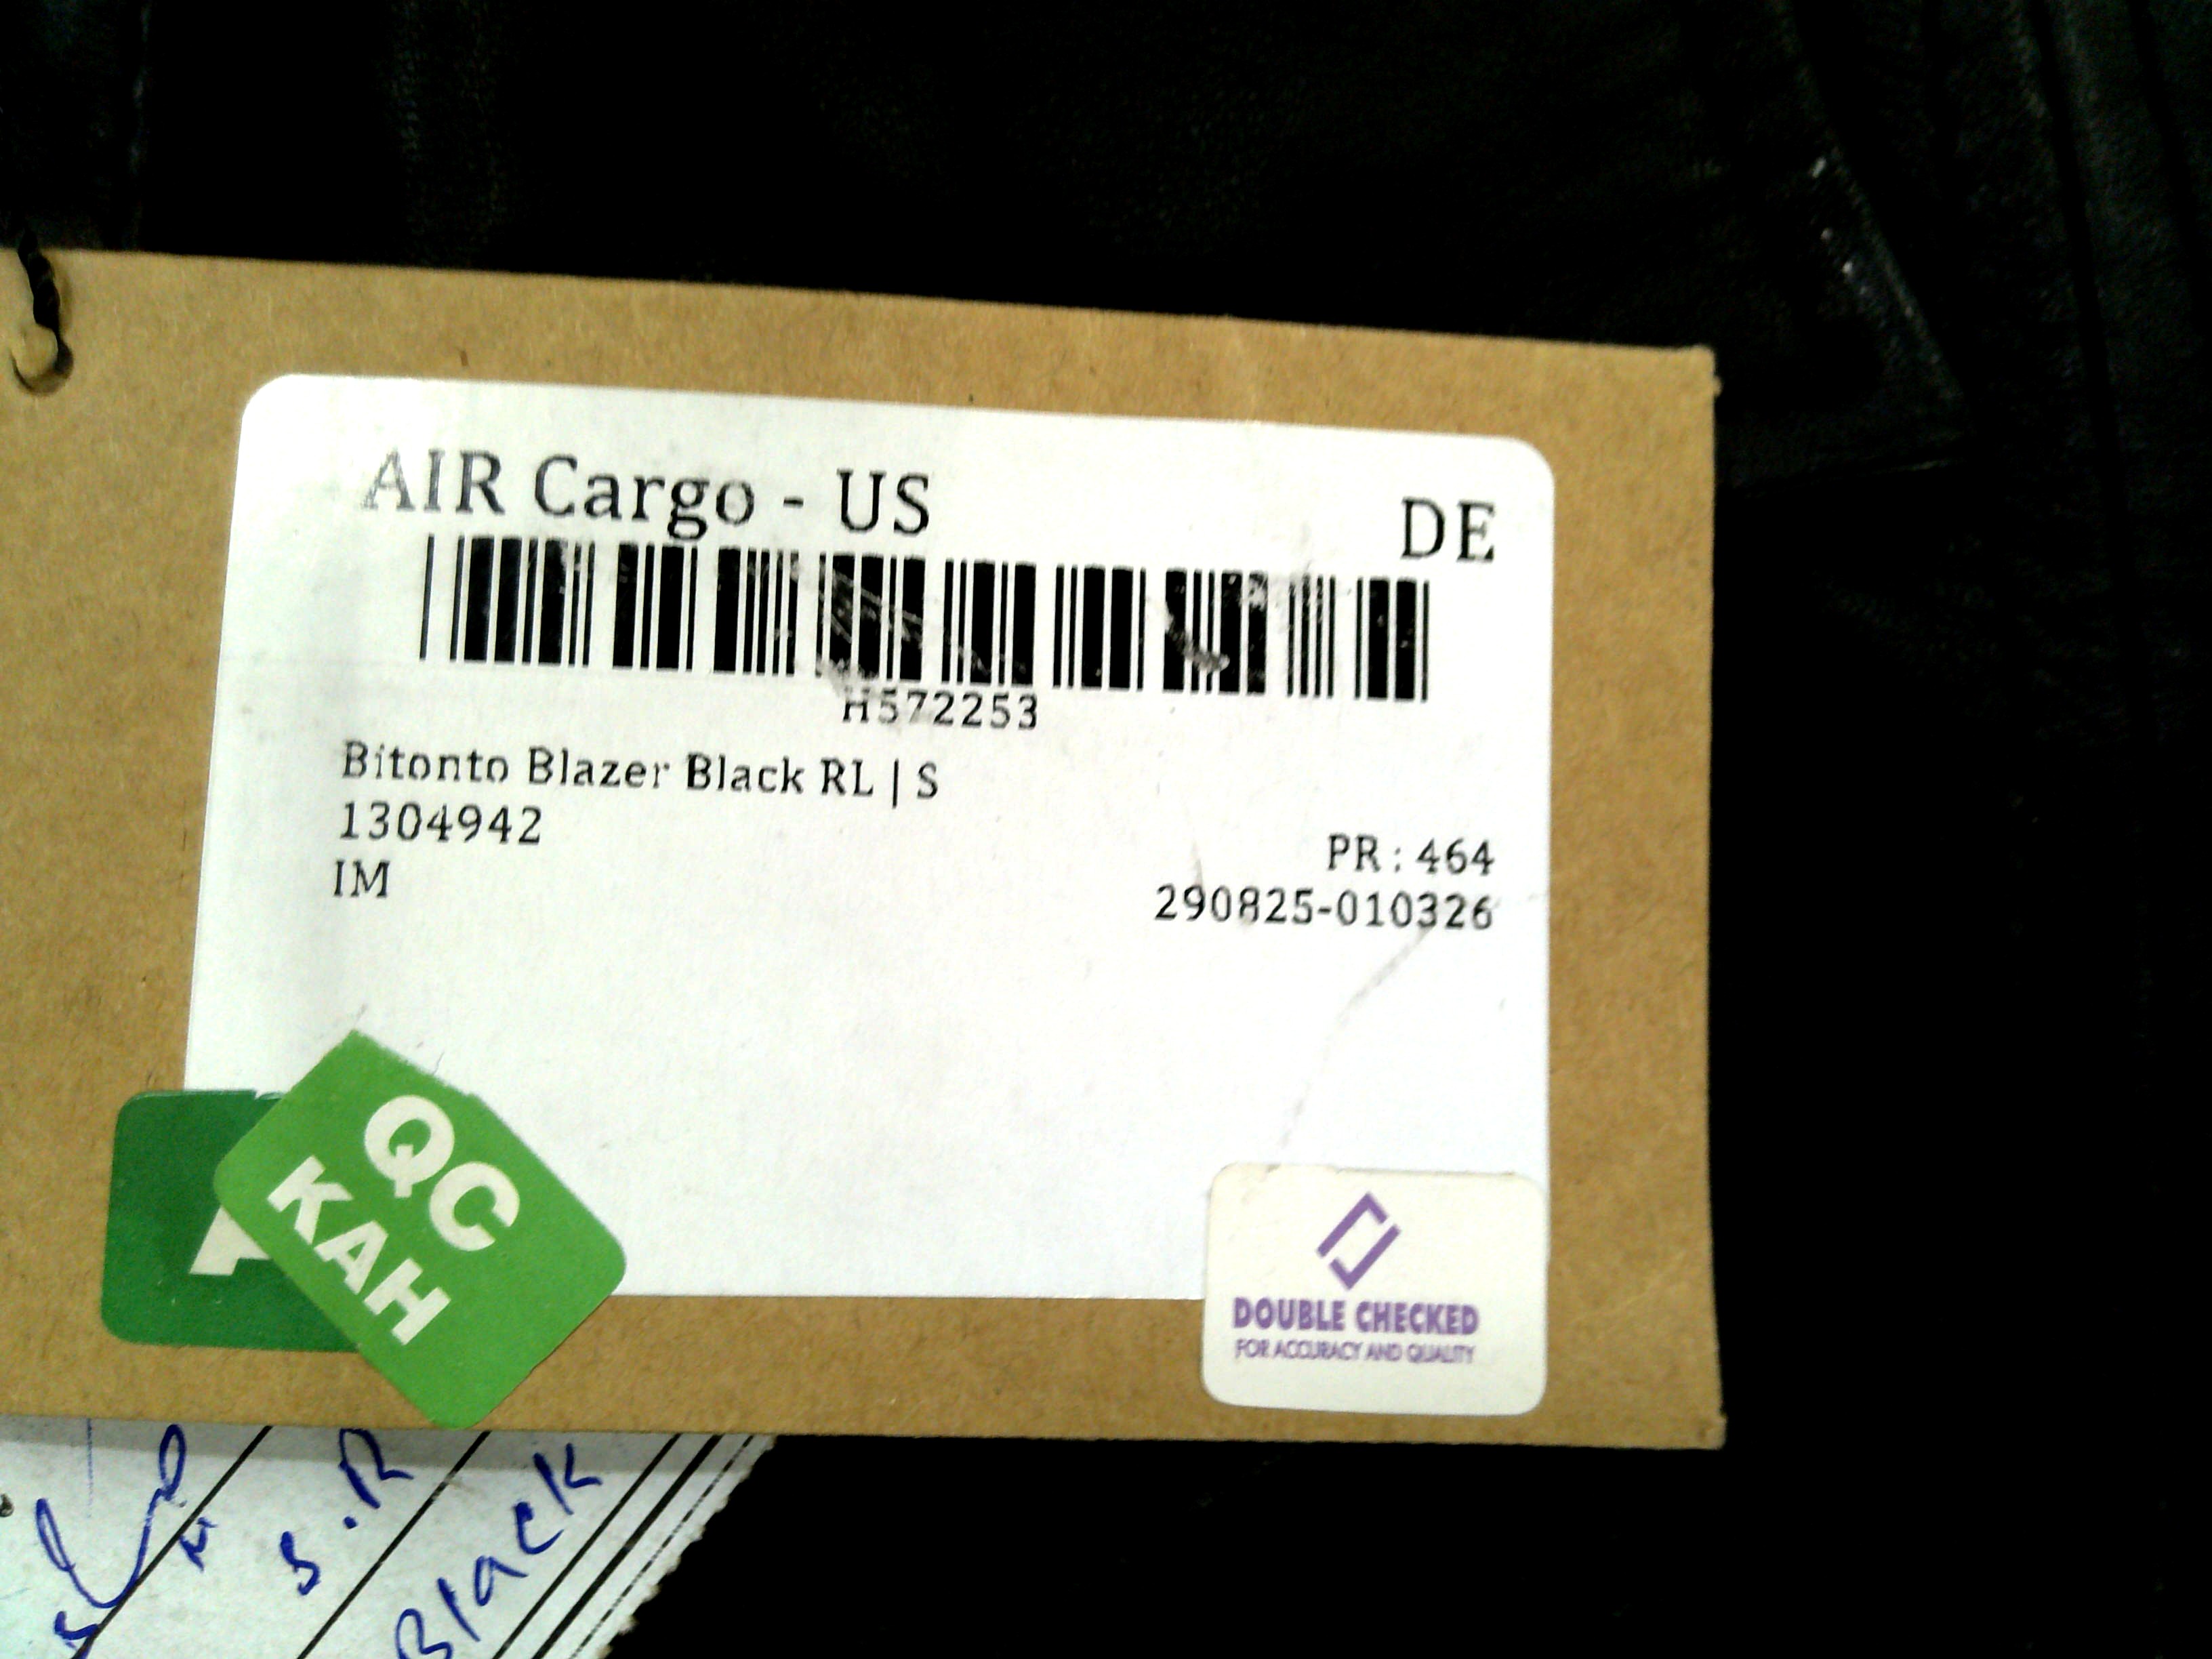 AIR Cargo - US
DE
H572253
Bitonto Blazer Black RL | S
1304942
PR : 464
IM
290825-010326
QC
KAH
DOUBLE CHECKED
FOR ACCURACY AND QUALITY
S.R
Black